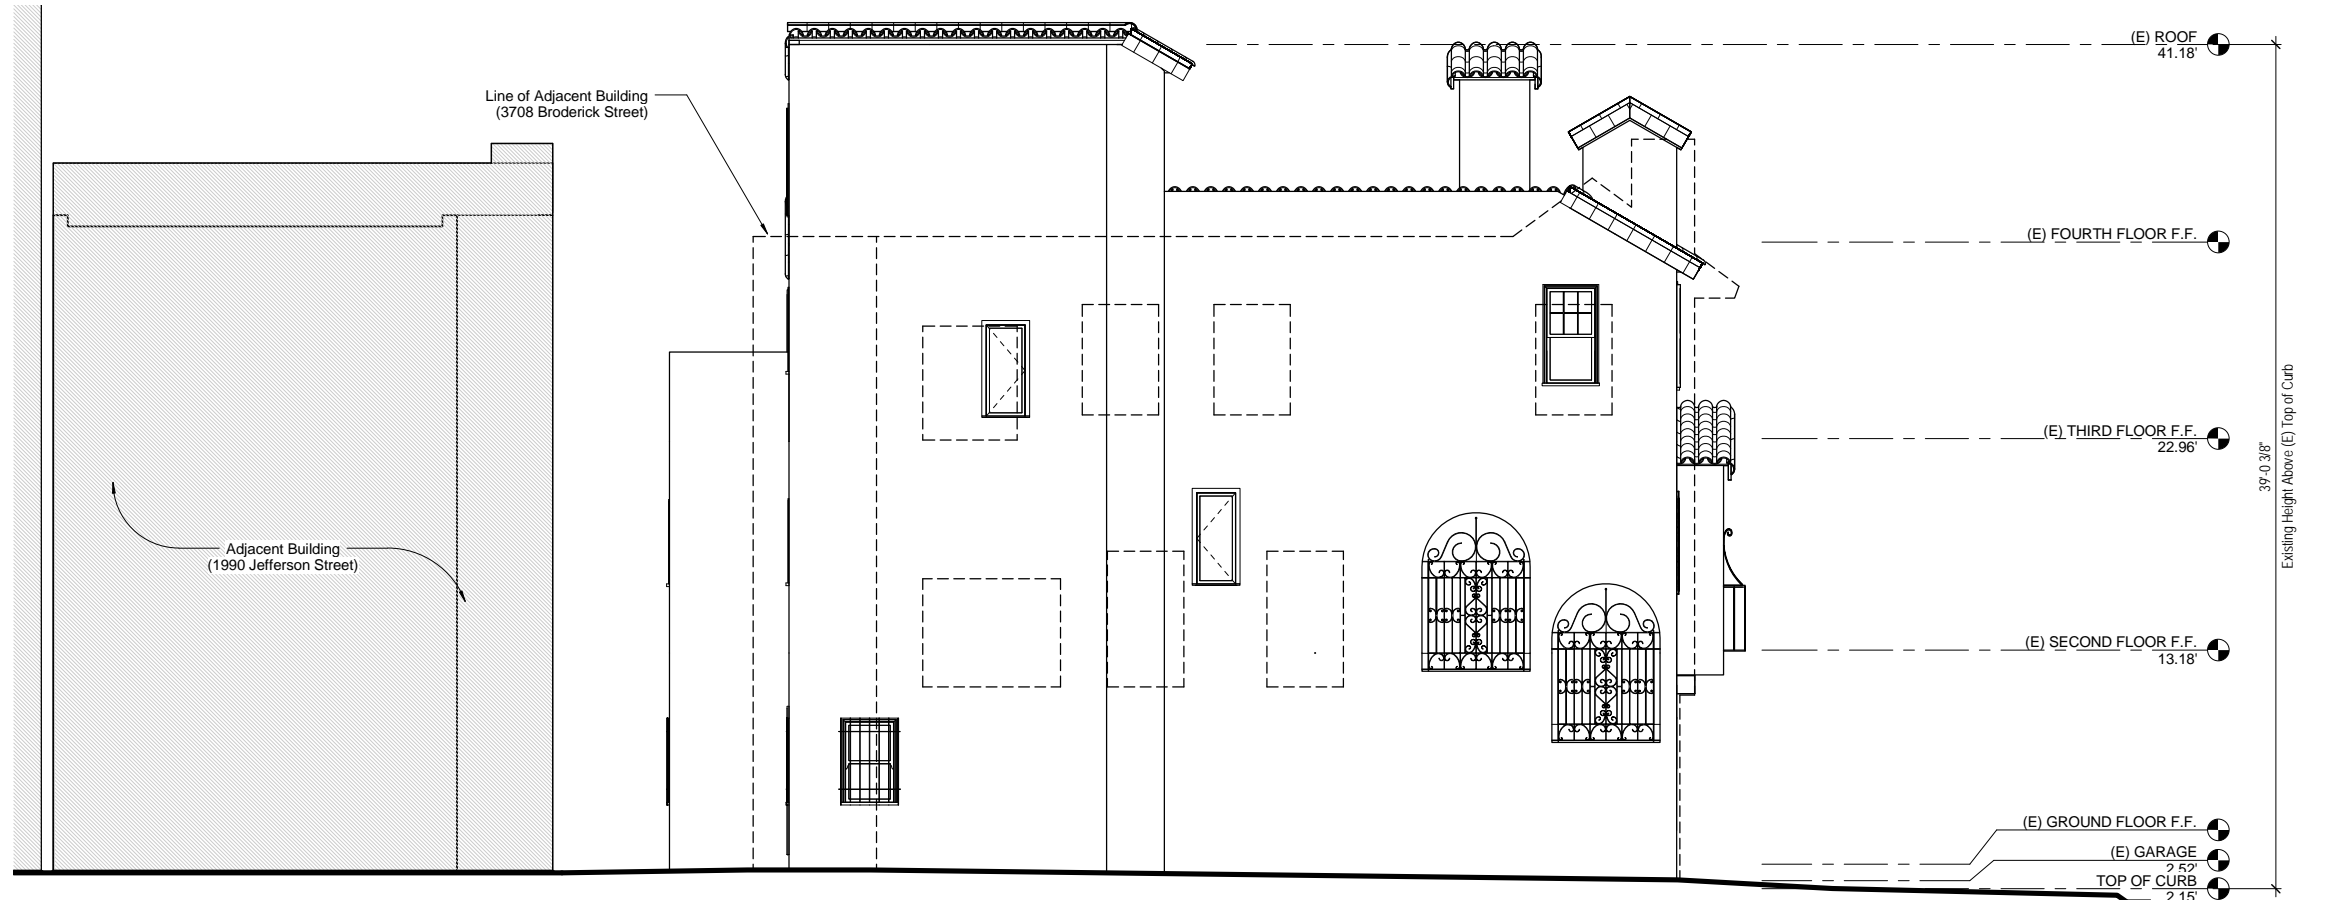 (E) ROOF
41.18'
Line of Adjacent Building
(3708 Broderick Street)
(E) FOURTH FLOOR F.F.
(E) THIRD FLOOR F.F.
22.96'
39'-0 3/8"
Existing Height Above (E) Top of Curb
Adjacent Building
(1990 Jefferson Street)
(E) SECOND FLOOR F.F.
13.18'
(E) GROUND FLOOR F.F.
(E) GARAGE
2.52'
TOP OF CURB
2.15'